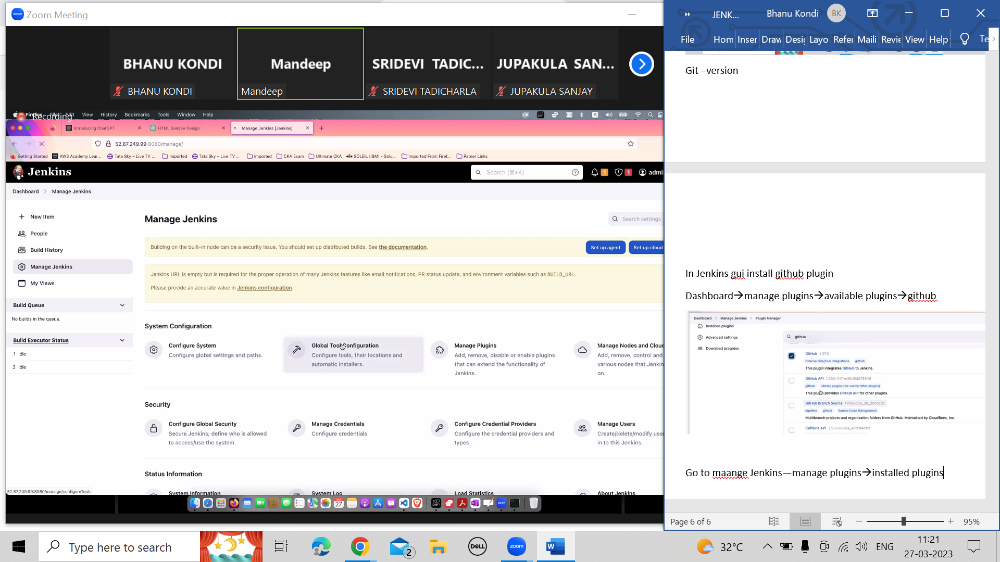 Zoom Meeting
BHANU KONDI
Mandeep
SRIDEVI TADIC...
JUPAKULA SAN...
BHANU KONDI
Mandeep
SRIDEVI TADICHARLA
JUPAKULA SANJAY
Firefox File Edit View History Bookmarks Tools Window Help
Recording
Introducing ChatGPT
HTML Sample Design.
Manage Jenkins [Jenkins]
52.87.249.99:8080/manage/
Getting Started
AWS Academy Lear...
Tata Sky – Live TV ...
Imported
Tata Sky – Live TV ...
Imported
CKA Exam
Ultimate CKA
SOLEIL (IBM) - Solu...
Imported From Firef...
Patner Links
Jenkins
Search (⌘+K)
1
1
admi
Dashboard > Manage Jenkins
New Item
People
Build History
Manage Jenkins
My Views
Build Queue
No builds in the queue.
Build Executor Status
1 Idle
2 Idle
Manage Jenkins
Search settings
Building on the built-in node can be a security issue. You should set up distributed builds. See the documentation.
Set up agent
Set up cloud
Jenkins URL is empty but is required for the proper operation of many Jenkins features like email notifications, PR status update, and environment variables such as BUILD_URL.
Please provide an accurate value in Jenkins configuration.
System Configuration
Configure System
Configure global settings and paths.
Global Tool Configuration
Configure tools, their locations and
automatic installers.
Manage Plugins
Add, remove, disable or enable plugins
that can extend the functionality of
Jenkins.
Manage Nodes and Clouc
Add, remove, control and
various nodes that Jenkin
on.
Security
Configure Global Security
Secure Jenkins; define who is allowed
to access/use the system.
Manage Credentials
Configure credentials
Configure Credential Providers
Configure the credential providers and
types
Manage Users
Create/delete/modify user
in to this Jenkins.
Status Information
System Information
System Log
Load Statistics
About Jenkins
52.87.249.99:8080/manage/configureTools
MAR
27
JENK...
Bhanu Kondi
BK
File Hom Inser Draw Desi Layo Refer Maili Revie View Help Te
Git –version
In Jenkins gui install github plugin
Dashboard→manage plugins→available plugins→github
Dashboard > Manage Jenkins > Plugin Manager
Installed plugins
Advanced settings
Download progress
github
GitHub 1.37.0
External Site/Tool Integrations github
This plugin integrates GitHub to Jenkins.
GitHub API 1.303-417.ve35d9dd78549
github Library plugins (for use by other plugins)
This plugin provides GitHub API for other plugins.
GitHub Branch Source 1703.vd5a_2b_29c6cdc
pipeline github Source Code Management
Multibranch projects and organization folders from GitHub. Maintained by CloudBees, Inc.
Caffeine API 2.9.3-65.v6a_47d0f4d1fe
Go to maange Jenkins—manage plugins→installed plugins
Page 6 of 6
95%
Type here to search
2
DELL
zoom
32°C
ENG
11:21
27-03-2023